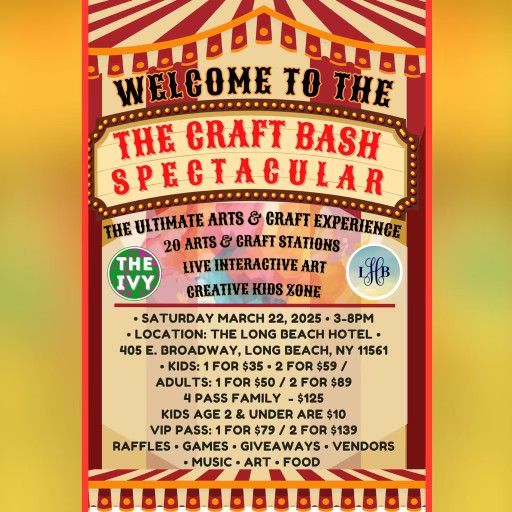 WELCOME TO THE
THE CRAFT BASH
SPECTACULAR
THE ULTIMATE ARTS & CRAFT EXPERIENCE
20 ARTS & CRAFT STATIONS
LIVE INTERACTIVE ART
CREATIVE KIDS ZONE
THE
IVY
LHB
• SATURDAY MARCH 22, 2025 • 3-8PM
• LOCATION: THE LONG BEACH HOTEL •
405 E. BROADWAY, LONG BEACH, NY 11561
• KIDS: 1 FOR $35 • 2 FOR $59 /
ADULTS: 1 FOR $50 / 2 FOR $89
4 PASS FAMILY - $125
KIDS AGE 2 & UNDER ARE $10
VIP PASS: 1 FOR $79 / 2 FOR $139
RAFFLES • GAMES • GIVEAWAYS • VENDORS
• MUSIC • ART • FOOD